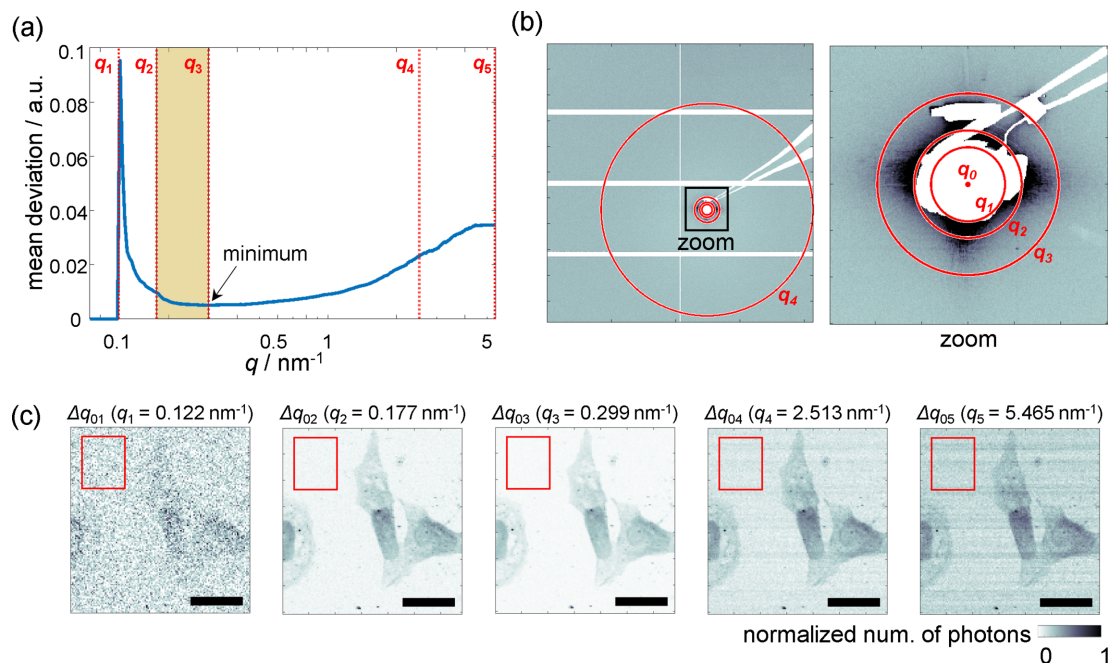 (a)
0.1
0.08
0.06
0.04
0.02
0
mean deviation / a.u.
q1 q2 q3 q4 q5
minimum
0.1 0.5 1 5
q / nm-1
(b)
zoom
q4
q0
q1
q2
q3
zoom
(c)
Δq01 (q1 = 0.122 nm-1) Δq02 (q2 = 0.177 nm-1) Δq03 (q3 = 0.299 nm-1) Δq04 (q4 = 2.513 nm-1) Δq05 (q5 = 5.465 nm-1)
normalized num. of photons
0 1